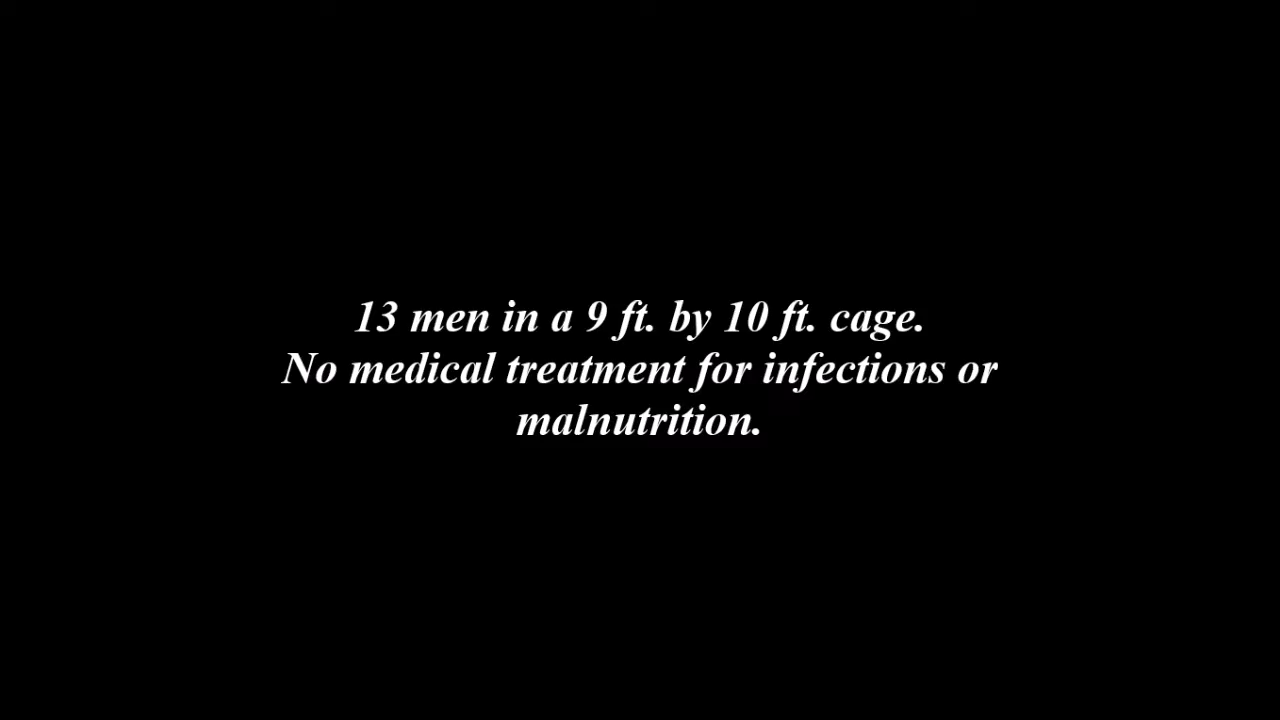 13 men in a 9 ft. by 10 ft. cage.
No medical treatment for infections or
malnutrition.